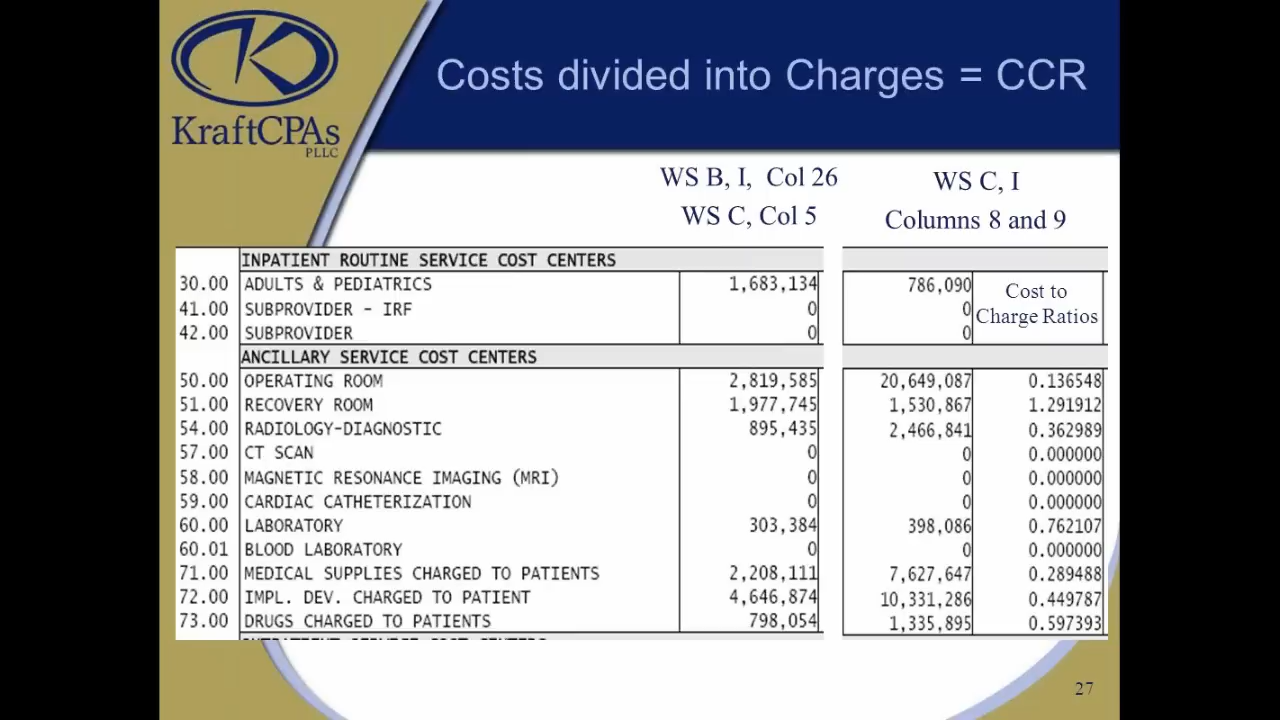 KraftCPAs
PLLC
Costs divided into Charges = CCR
WS B, I, Col 26
WS C, Col 5
WS C, I
Columns 8 and 9
INPATIENT ROUTINE SERVICE COST CENTERS
30.00 ADULTS & PEDIATRICS 1,683,134 786,090
Cost to
Charge Ratios
41.00 SUBPROVIDER - IRF 0 0
42.00 SUBPROVIDER 0 0
ANCILLARY SERVICE COST CENTERS
50.00 OPERATING ROOM 2,819,585 20,649,087 0.136548
51.00 RECOVERY ROOM 1,977,745 1,530,867 1.291912
54.00 RADIOLOGY-DIAGNOSTIC 895,435 2,466,841 0.362989
57.00 CT SCAN 0 0 0.000000
58.00 MAGNETIC RESONANCE IMAGING (MRI) 0 0 0.000000
59.00 CARDIAC CATHETERIZATION 0 0 0.000000
60.00 LABORATORY 303,384 398,086 0.762107
60.01 BLOOD LABORATORY 0 0 0.000000
71.00 MEDICAL SUPPLIES CHARGED TO PATIENTS 2,208,111 7,627,647 0.289488
72.00 IMPL. DEV. CHARGED TO PATIENT 4,646,874 10,331,286 0.449787
73.00 DRUGS CHARGED TO PATIENTS 798,054 1,335,895 0.597393
27